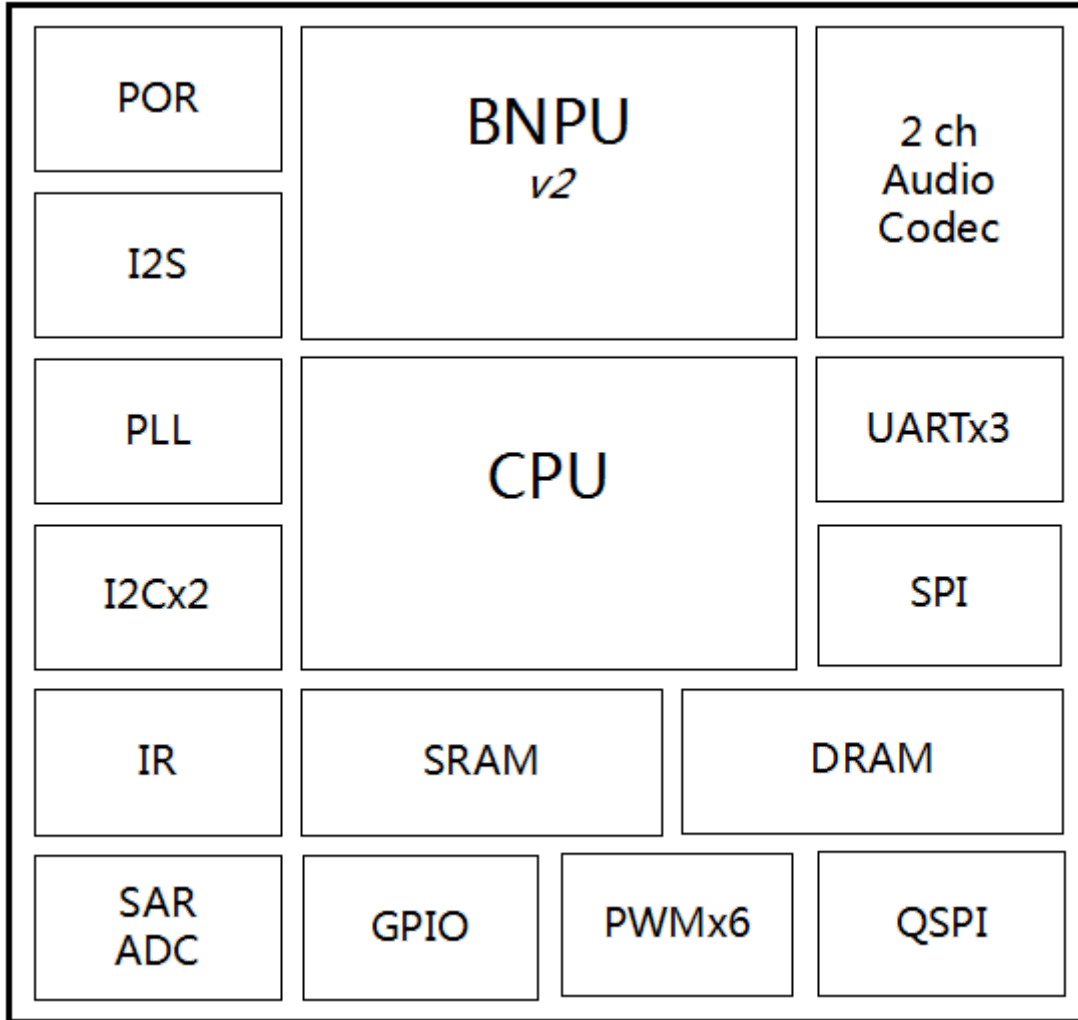 POR
BNPU
v2
2 ch
Audio
Codec
I2S
PLL
CPU
UARTx3
I2Cx2
SPI
IR
SRAM
DRAM
SAR
ADC
GPIO
PWMx6
QSPI